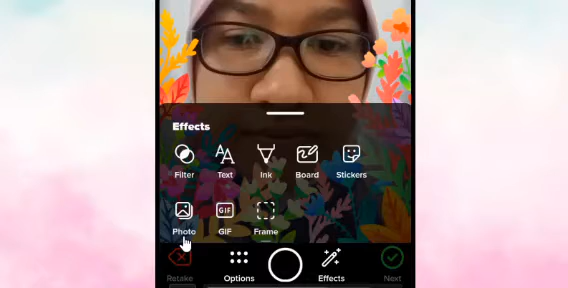 Effects
Filter
Text
Ink
Board
Stickers
Photo
GIF
GIF
Frame
Retake
Options
Effects
Next